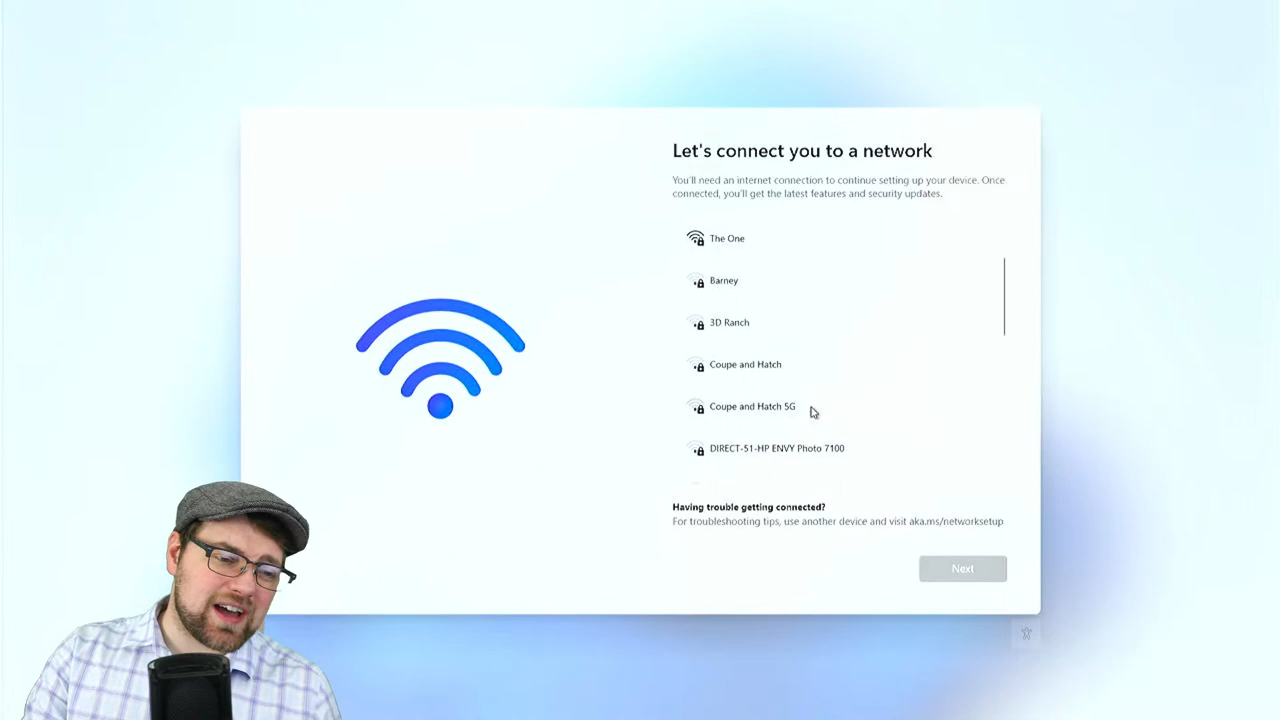 Let's connect you to a network
You'll need an internet connection to continue setting up your device. Once
connected, you'll get the latest features and security updates.
The One
Barney
3D Ranch
Coupe and Hatch
Coupe and Hatch 5G
DIRECT-51-HP ENVY Photo 7100
Having trouble getting connected?
For troubleshooting tips, use another device and visit aka.ms/networksetup
Next